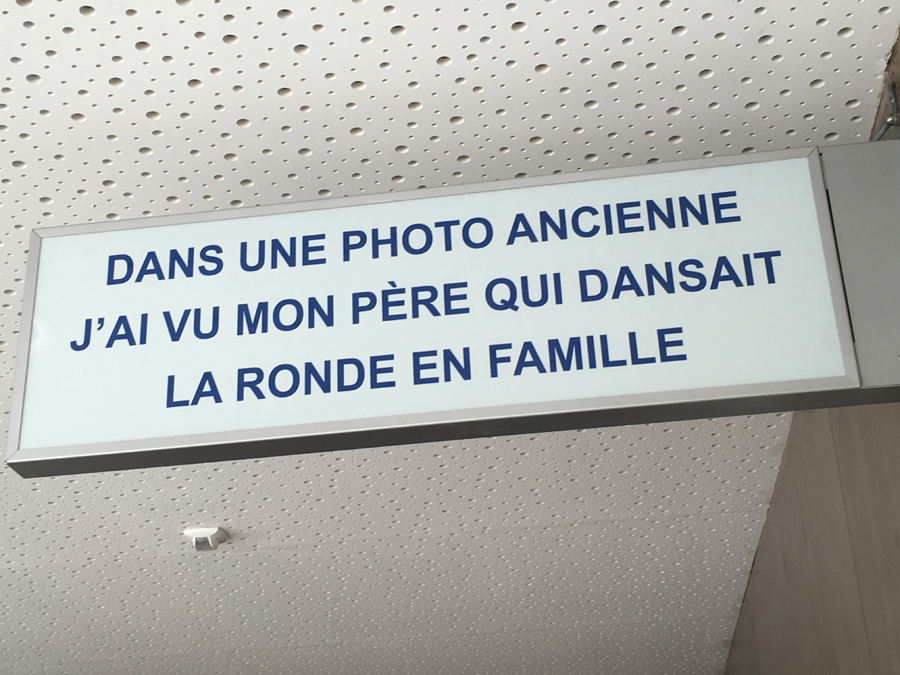 DANS UNE PHOTO ANCIENNE
J'AI VU MON PÈRE QUI DANSAIT
LA RONDE EN FAMILLE